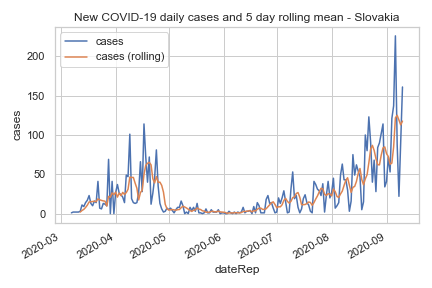 New COVID-19 daily cases and 5 day rolling mean - Slovakia
cases
cases (rolling)
200
150
100
50
0
cases
2020-03
2020-04
2020-05
2020-06
2020-07
2020-08
2020-09
dateRep